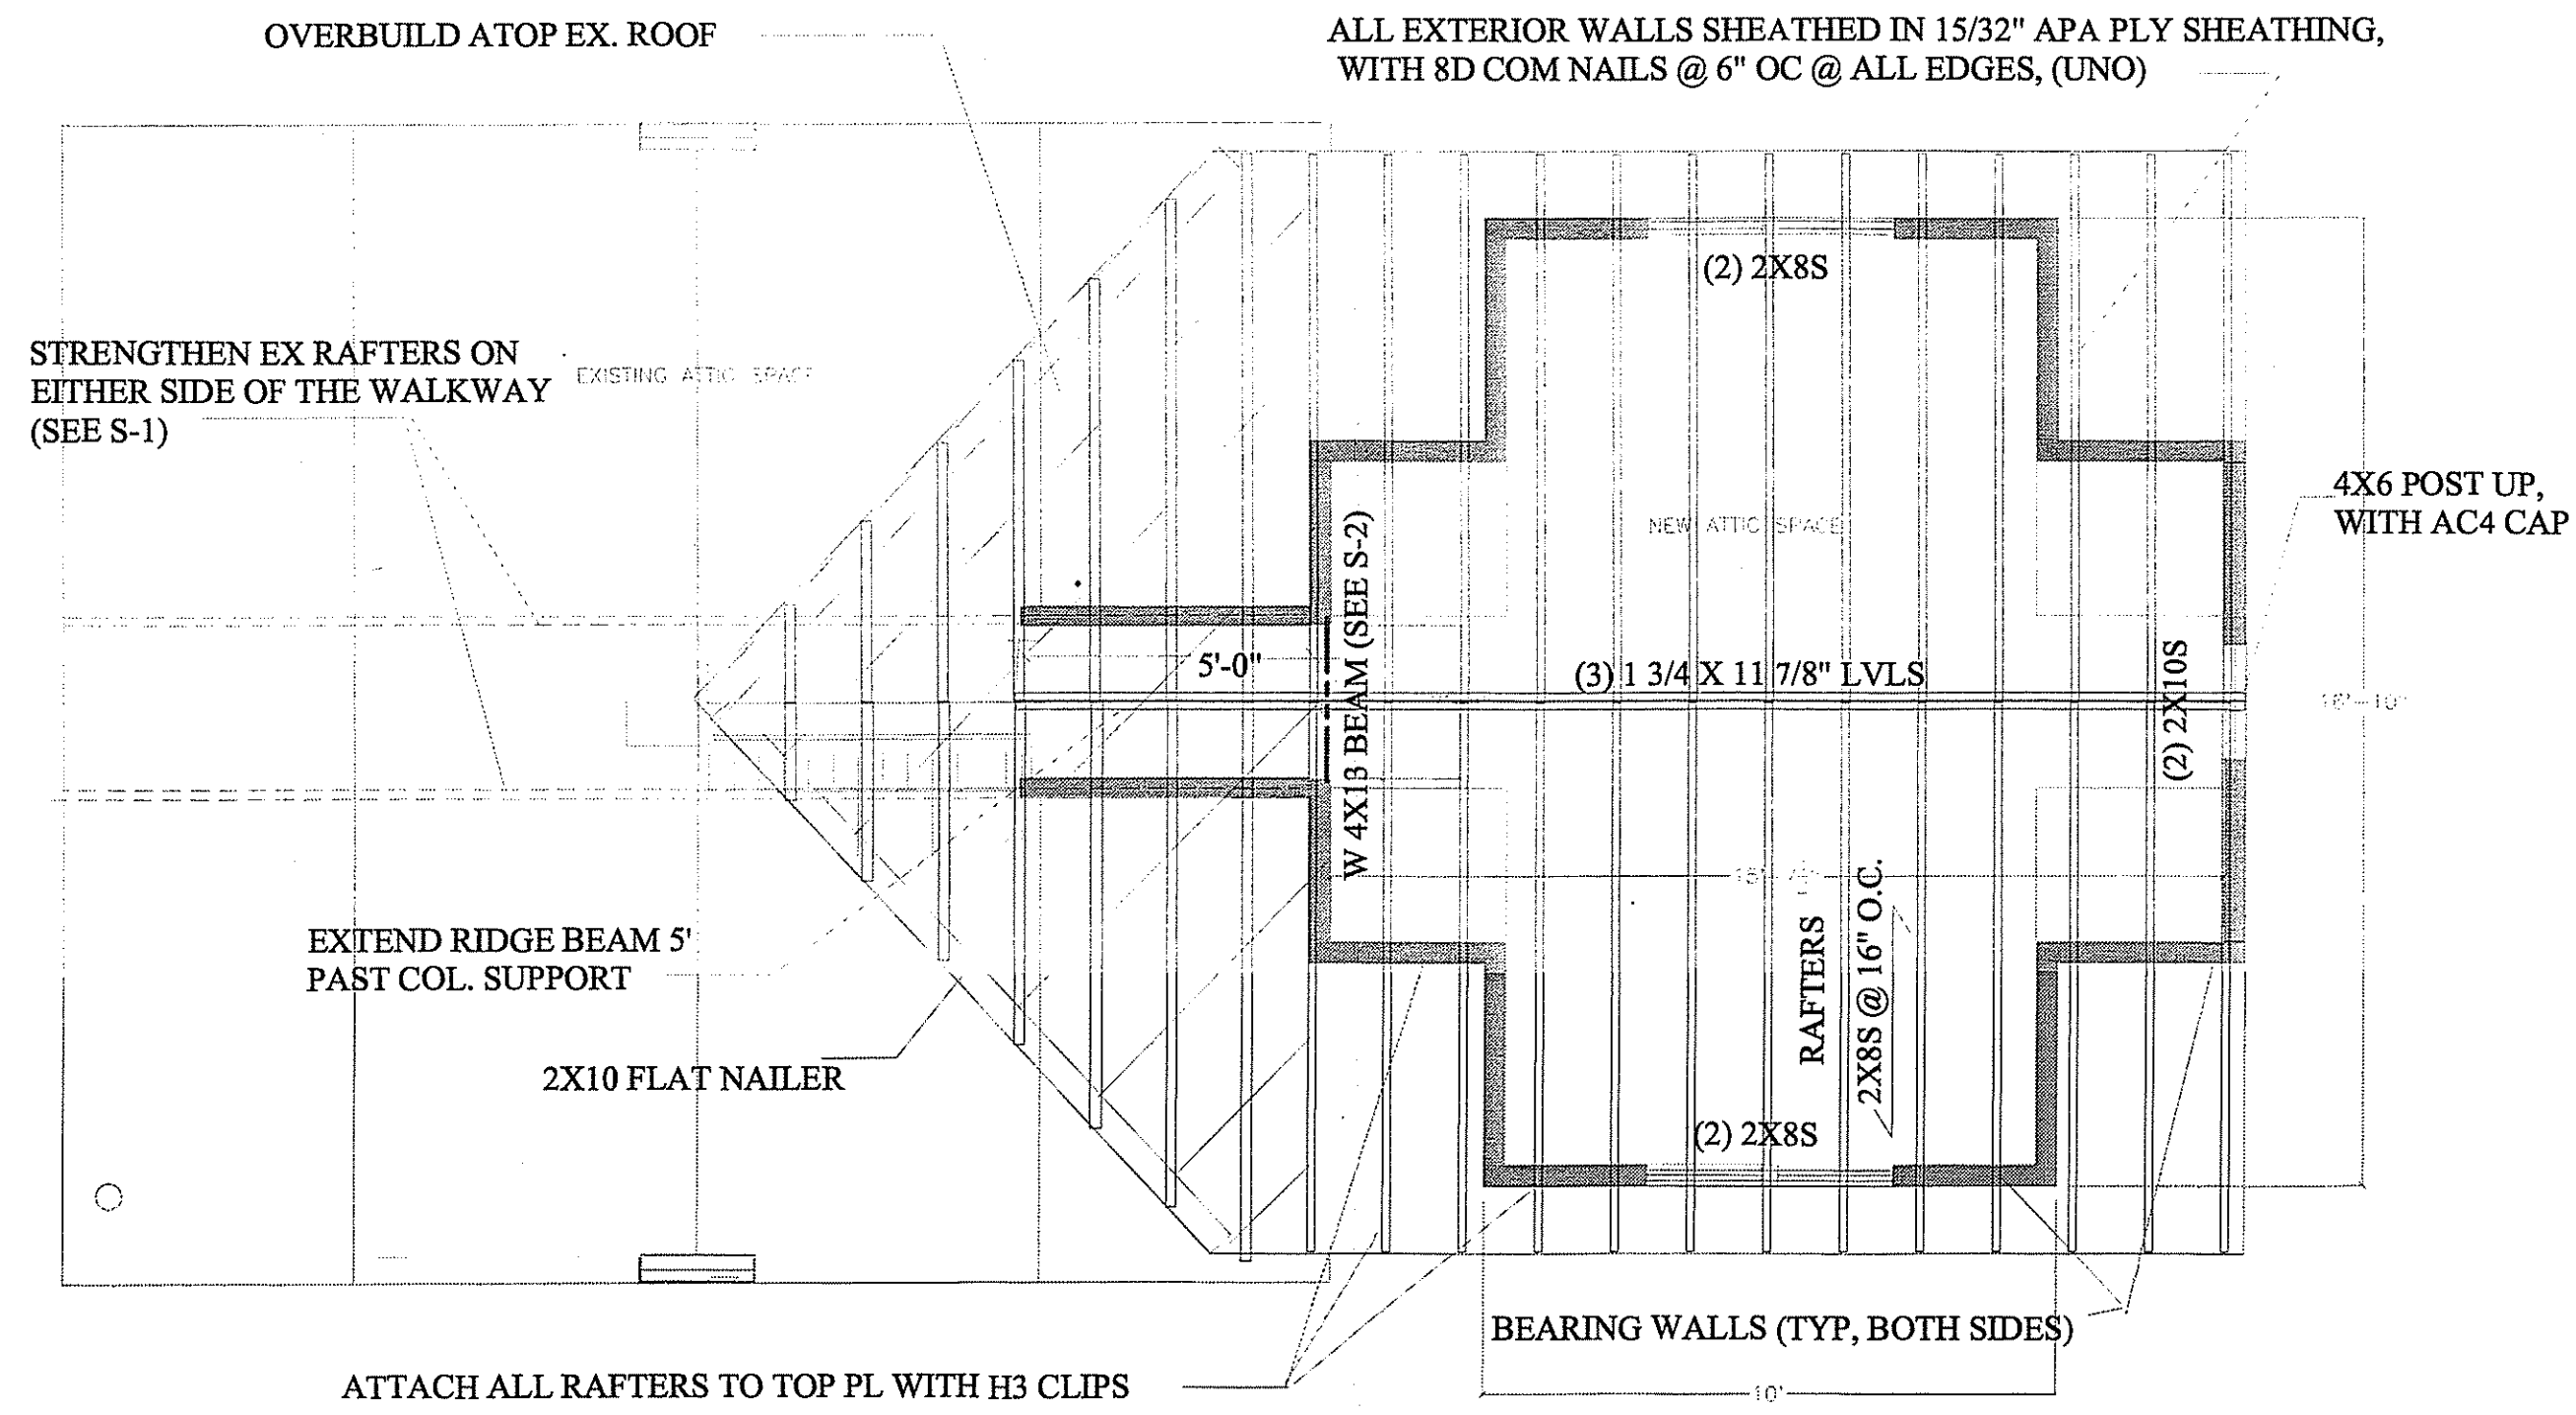 OVERBUILD ATOP EX. ROOF
ALL EXTERIOR WALLS SHEATHED IN 15/32" APA PLY SHEATHING,
WITH 8D COM NAILS @ 6" OC @ ALL EDGES, (UNO)
(2) 2X8S
STRENGTHEN EX RAFTERS ON
EITHER SIDE OF THE WALKWAY
(SEE S-1)
EXISTING ATTIC SPACE
4X6 POST UP,
WITH AC4 CAP
NEW ATTIC SPACE
W 4X13 BEAM (SEE S-2)
5'-0"
(3) 1 3/4 X 11 7/8" LVLS
(2) 2X10S
16'-10"
EXTEND RIDGE BEAM 5'
PAST COL. SUPPORT
RAFTERS
2X8S @ 16" O.C.
2X10 FLAT NAILER
(2) 2X8S
BEARING WALLS (TYP, BOTH SIDES)
ATTACH ALL RAFTERS TO TOP PL WITH H3 CLIPS
10'